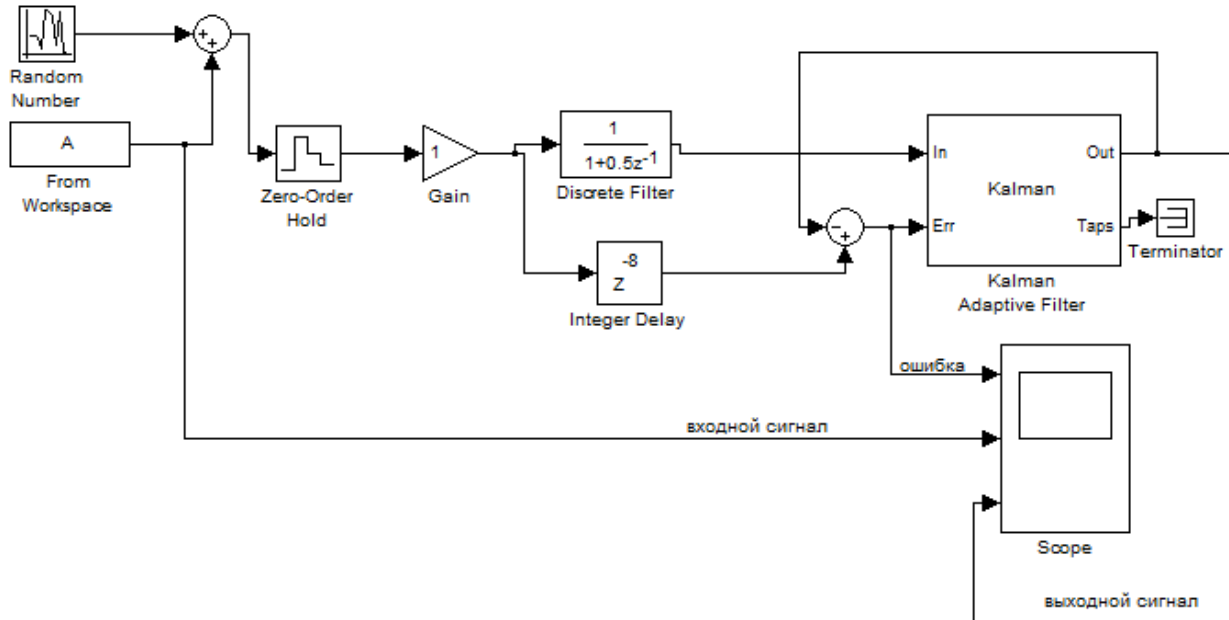 Random
Number
A
From
Workspace
Zero-Order
Hold
1
Gain
1
1+0.5z-1
Discrete Filter
-8
Z
Integer Delay
In
Out
Kalman
Err
Taps
Kalman
Adaptive Filter
Terminator
ошибка
входной сигнал
Scope
выходной сигнал